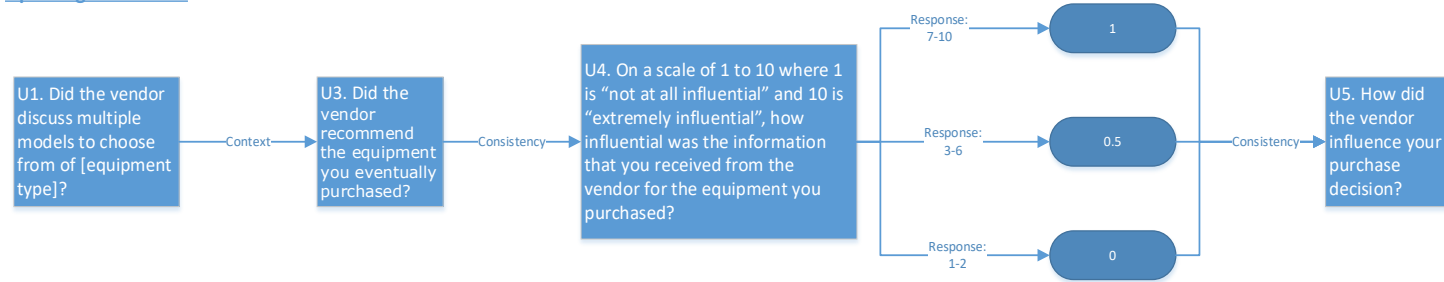 U1. Did the vendor
discuss multiple
models to choose
from of [equipment
type]?
Context
U3. Did the
vendor
recommend
the equipment
you eventually
purchased?
Consistency
U4. On a scale of 1 to 10 where 1
is “not at all influential” and 10 is
“extremely influential”, how
influential was the information
that you received from the
vendor for the equipment you
purchased?
Response:
7-10
1
Response:
3-6
0.5
Response:
1-2
0
Consistency
U5. How did
the vendor
influence your
purchase
decision?